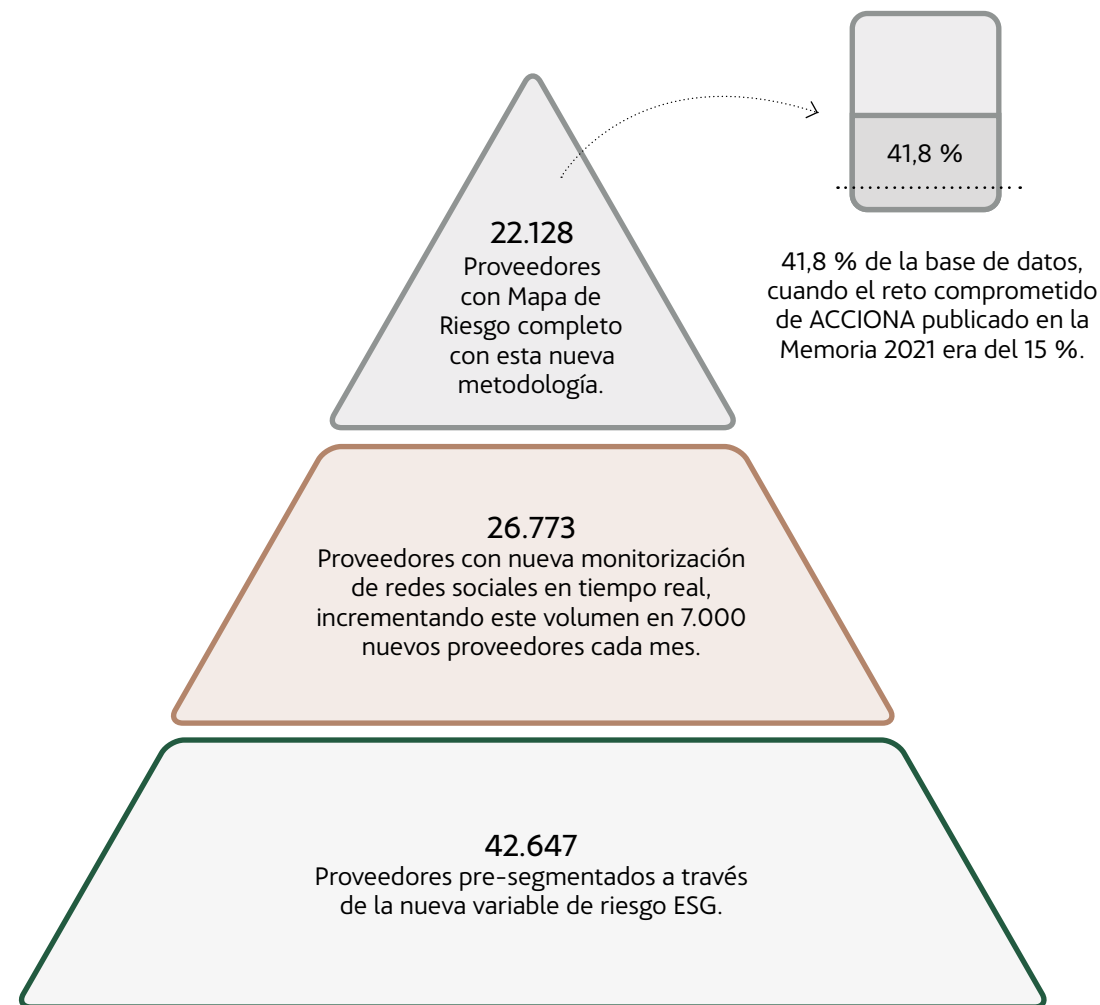 41,8 %
41,8 % de la base de datos,
cuando el reto comprometido
de ACCIONA publicado en la
Memoria 2021 era del 15 %.
22.128
Proveedores
con Mapa de
Riesgo completo
con esta nueva
metodología.
26.773
Proveedores con nueva monitorización
de redes sociales en tiempo real,
incrementando este volumen en 7.000
nuevos proveedores cada mes.
42.647
Proveedores pre-segmentados a través
de la nueva variable de riesgo ESG.